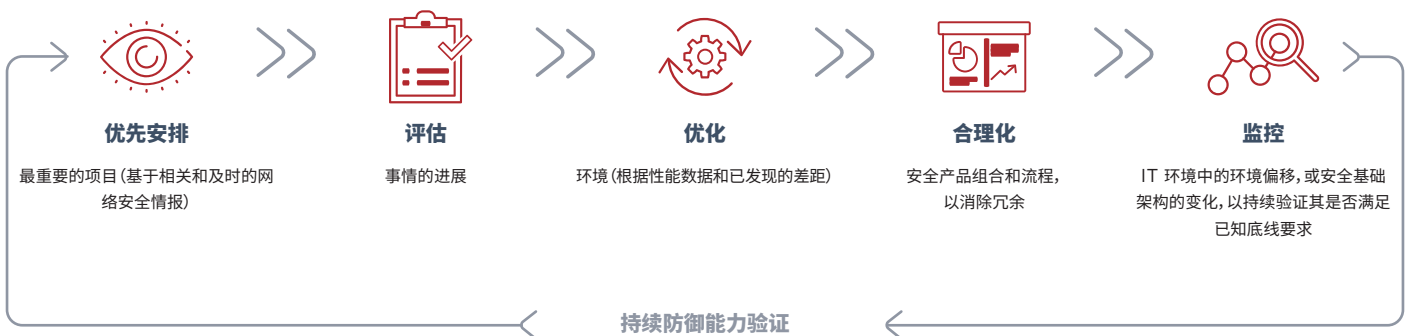 优先安排
最重要的项目(基于相关和及时的网
络安全情报)
评估
事情的进展
优化
环境(根据性能数据和已发现的差距)
合理化
安全产品组合和流程,
以消除冗余
监控
IT 环境中的环境偏移,或安全基础
架构的变化,以持续验证其是否满足
已知底线要求
持续防御能力验证